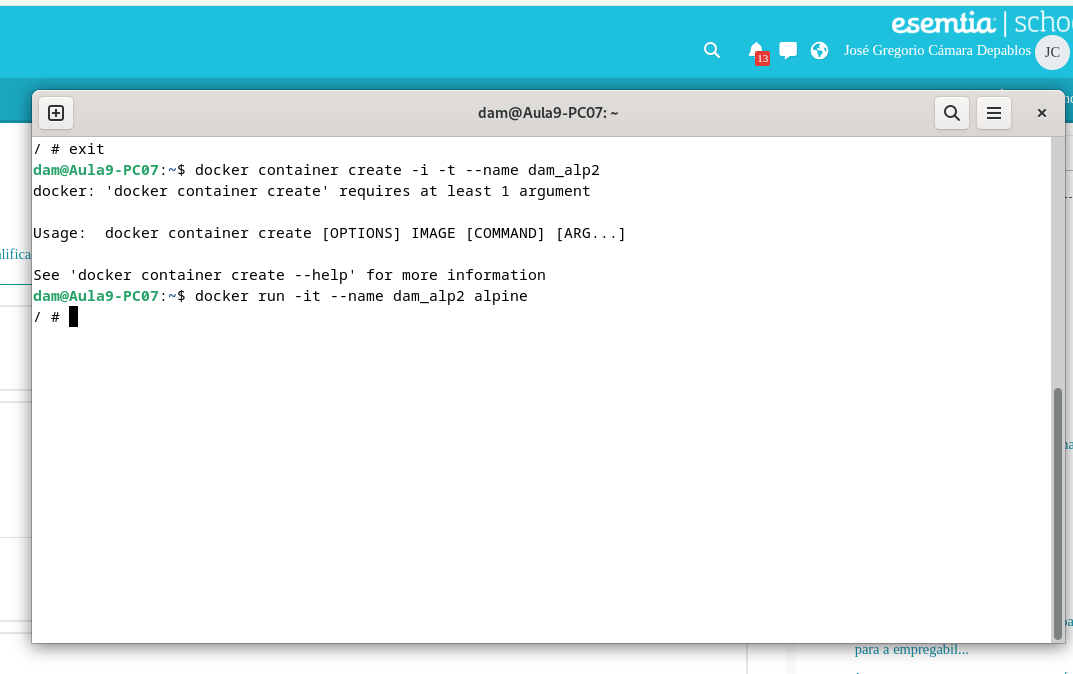 esemtia | schoo
13
José Gregorio Cámara Depablos
JC
dam@Aula9-PC07: ~
/ # exit
dam@Aula9-PC07:~$ docker container create -i -t --name dam_alp2
docker: 'docker container create' requires at least 1 argument

Usage:  docker container create [OPTIONS] IMAGE [COMMAND] [ARG...]

See 'docker container create --help' for more information
dam@Aula9-PC07:~$ docker run -it --name dam_alp2 alpine
/ #
alifica
para a empregabil...